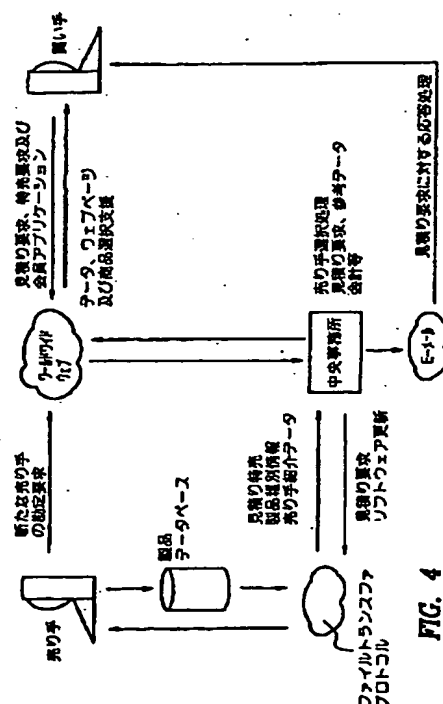 買い手
見積り要求、特売要求及び
会員アプリケーション
データ、ウェブページ
及び商品選択支援
見積り要求に対する応答処理
ワールドワイド
ウェブ
売り手選択処理
見積り要求、参考データ
会計等
中央事務所
Eメール
新たな売り手
の勘定要求
見積り特売
製品種別情報
売り手紹介データ
見積り要求
リフトウェア更新
売り手
製品
データベース
ファイルトランスファ
プロトコル
FIG. 4